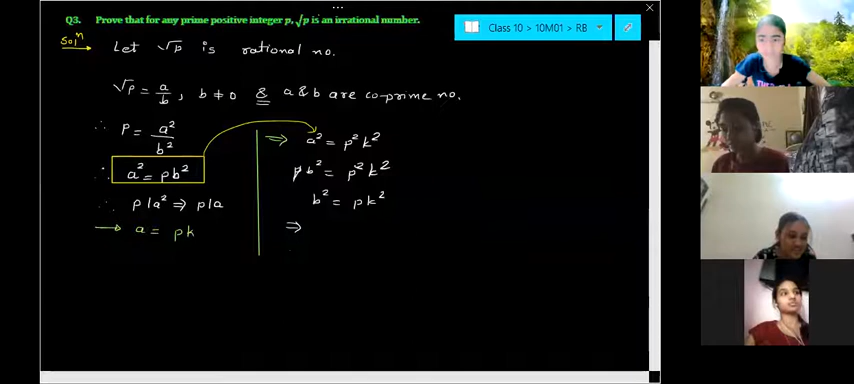 Q3. Prove that for any prime positive integer p, √p is an irrational number.
Class 10 > 10M01 > RB
Solⁿ Let √p is rational no.
√p = a/b, b ≠ 0 & a & b are co-prime no.
∴ P = a²/b²
∴ a² = pb²
∴ p|a² ⇒ p|a
→ a = pk
⇒ a² = p²k²
pb² = p²k²
b² = pk²
⇒